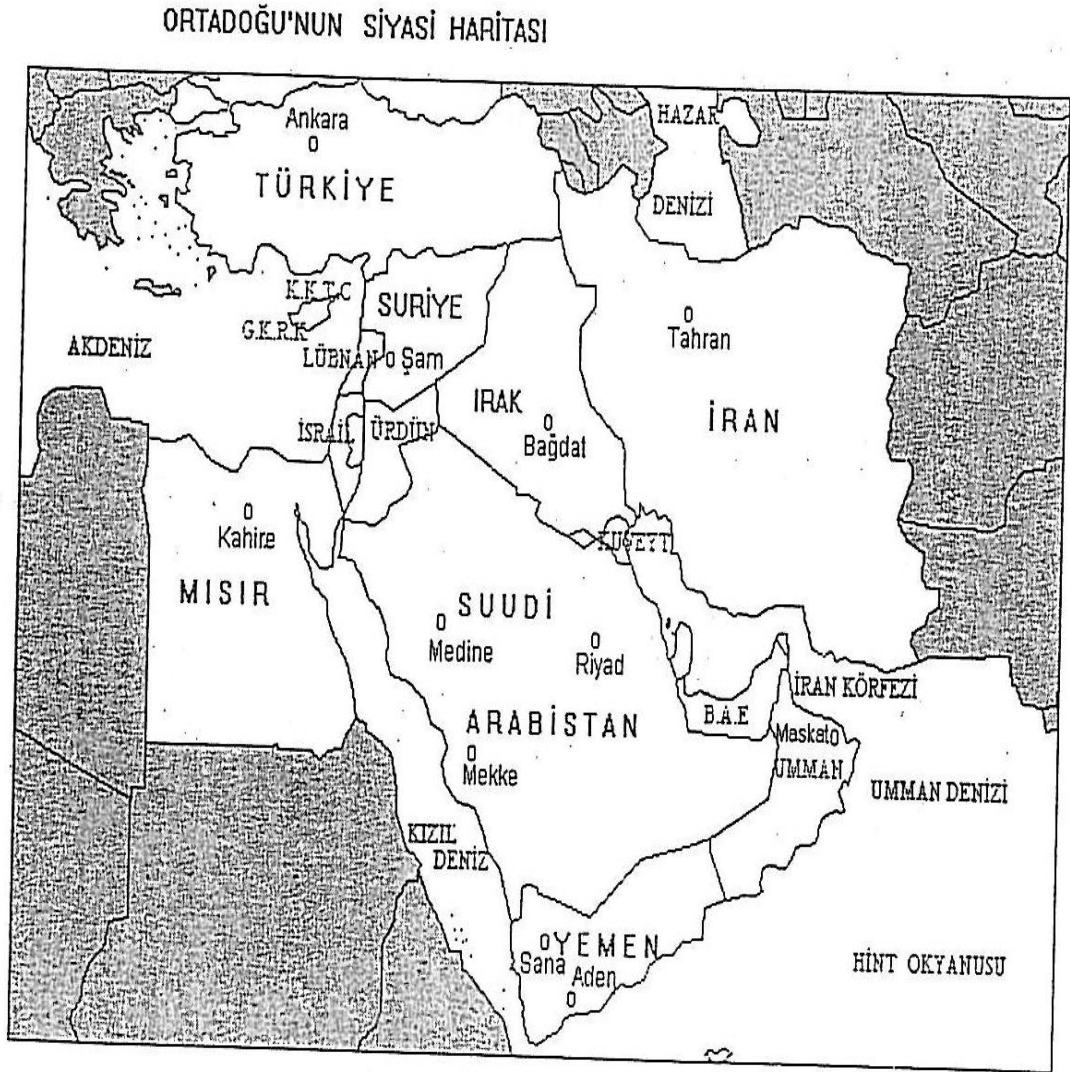 ORTADOĞU'NUN SİYASİ HARİTASI
Ankara
HAZAR
TÜRKİYE
DENİZİ
K.K.T.C
SURİYE
G.K.R.K
Tahran
AKDENİZ
LÜBNAN
Şam
IRAK
İRAN
İSRAİL
ÜRDÜN
Bağdat
Kahire
KUVEYT
MISIR
SUUDİ
Medine
Riyad
İRAN KÖRFEZİ
B.A.E
ARABİSTAN
Maskat
Mekke
UMMAN
UMMAN DENİZİ
KIZIL
DENİZ
YEMEN
Sana
Aden
HİNT OKYANUSU